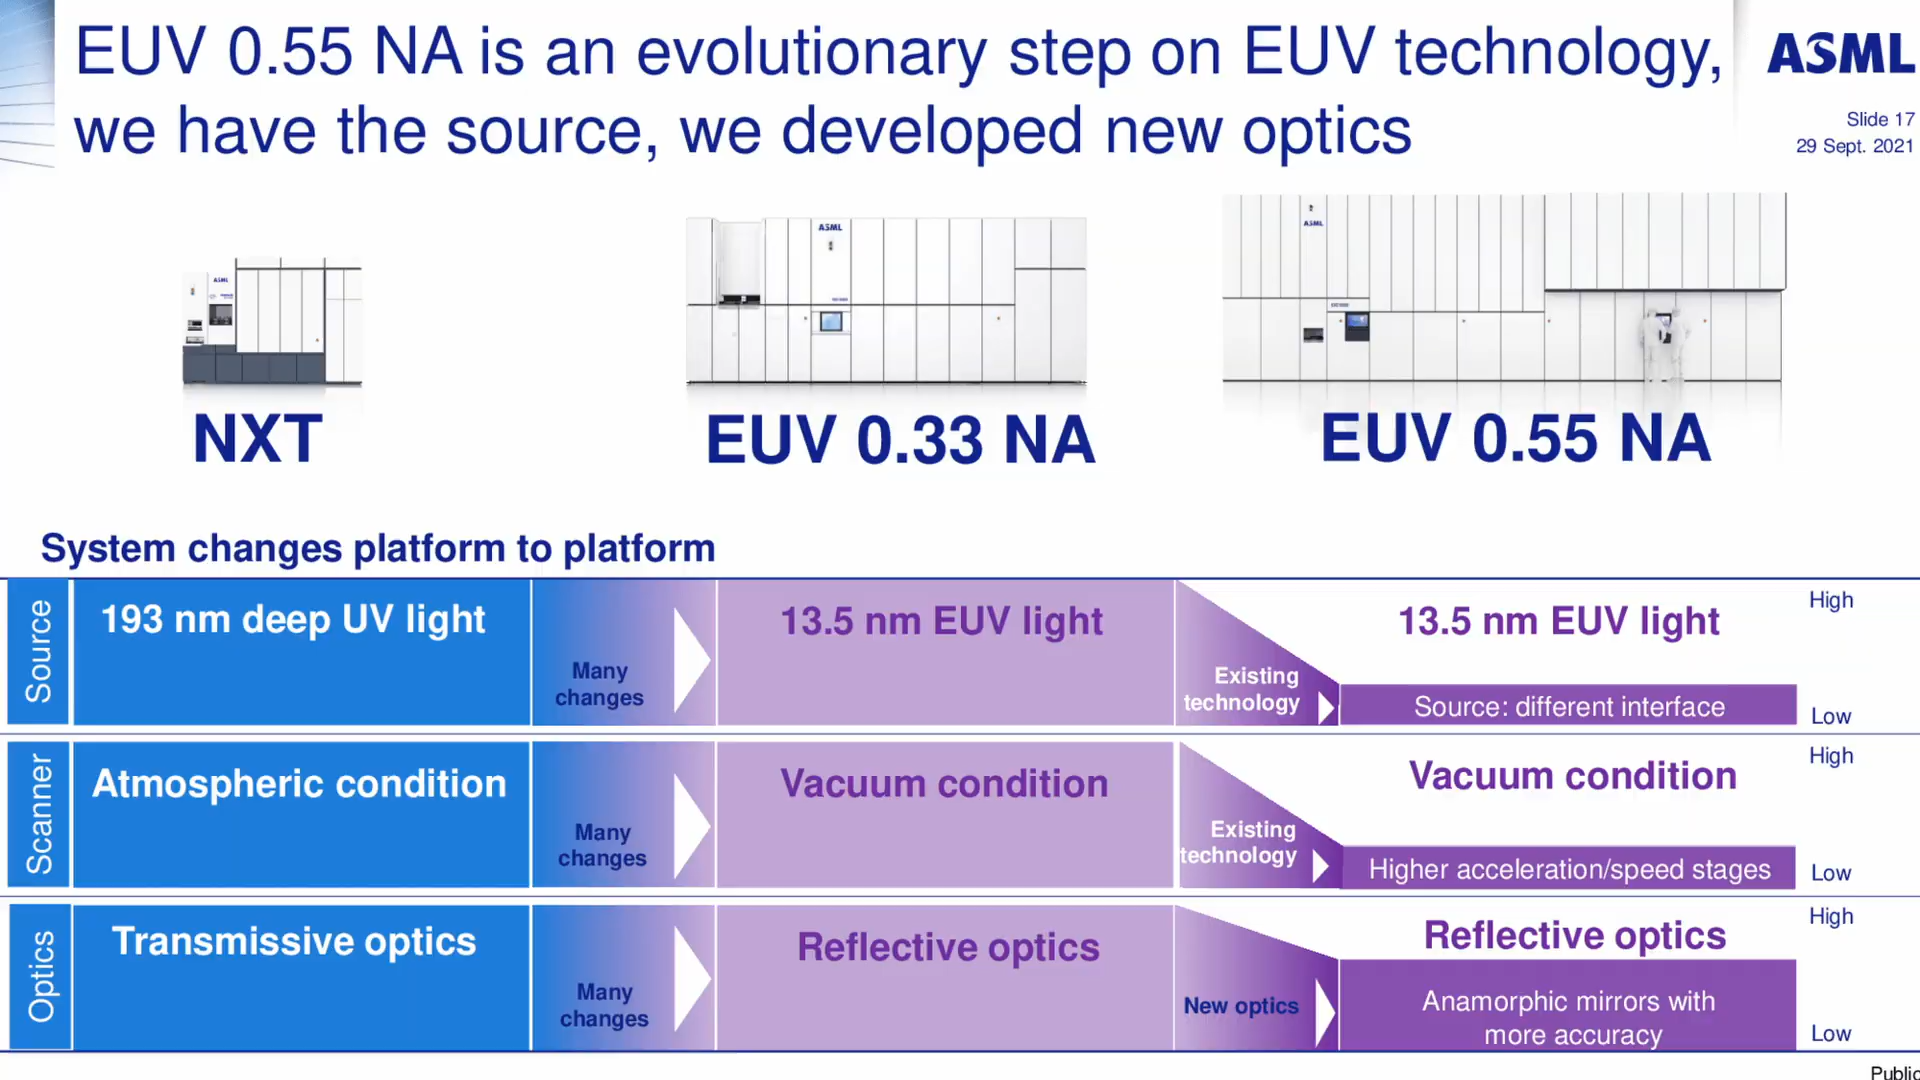 EUV 0.55 NA is an evolutionary step on EUV technology,
we have the source, we developed new optics
ASML
Slide 17
29 Sept. 2021
ASML
ASML
ASML
NXT
EUV 0.33 NA
EUV 0.55 NA
System changes platform to platform
Source
193 nm deep UV light
Many
changes
13.5 nm EUV light
Existing
technology
13.5 nm EUV light
Source: different interface
High
Low
Scanner
Atmospheric condition
Many
changes
Vacuum condition
Existing
technology
Vacuum condition
Higher acceleration/speed stages
High
Low
Optics
Transmissive optics
Many
changes
Reflective optics
New optics
Reflective optics
Anamorphic mirrors with
more accuracy
High
Low
Public